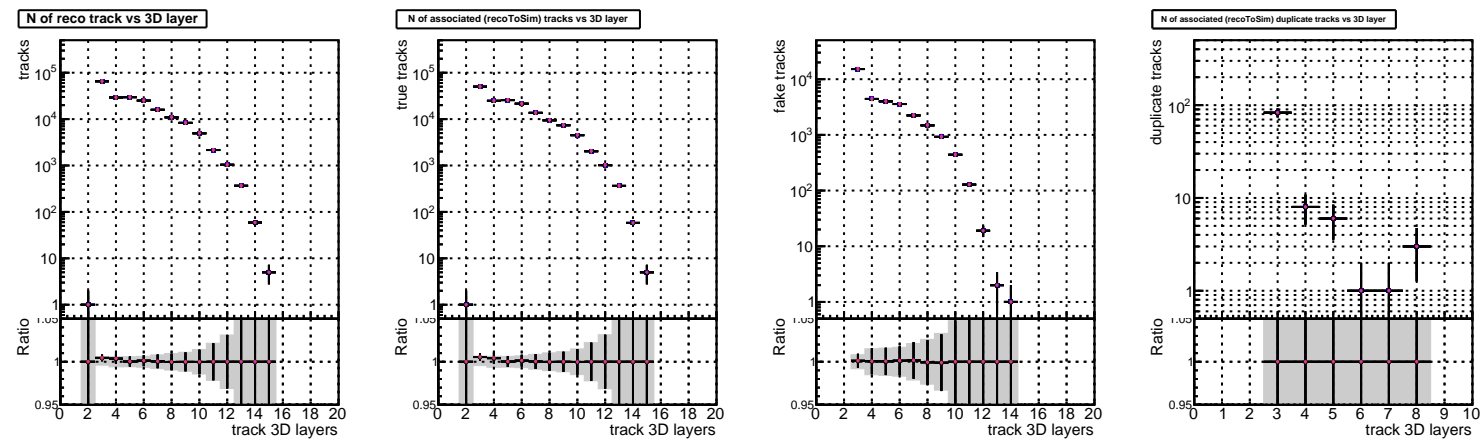 N of reco track vs 3D layer
tracks
10^5
10^4
10^3
10^2
10
1
1.05
Ratio
1
0.95
0 2 4 6 8 10 12 14 16 18 20
track 3D layers
N of associated (recoToSim) tracks vs 3D layer
true tracks
10^5
10^4
10^3
10^2
10
1
1.05
Ratio
1
0.95
0 2 4 6 8 10 12 14 16 18 20
track 3D layers
fake tracks
10^4
10^3
10^2
10
1
1.05
Ratio
1
0.95
0 2 4 6 8 10 12 14 16 18 20
track 3D layers
N of associated (recoToSim) duplicate tracks vs 3D layer
duplicate tracks
10^2
10
1
1.05
Ratio
1
0.95
0 1 2 3 4 5 6 7 8 9 10
track 3D layers